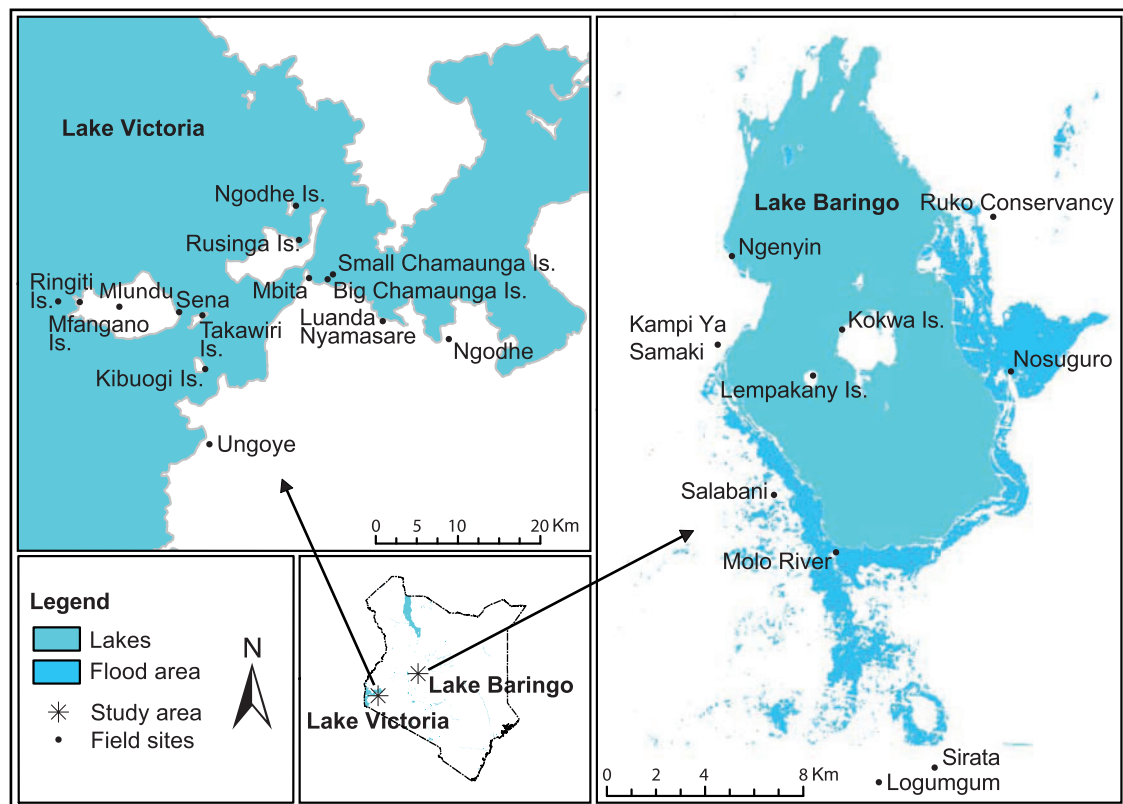 Lake Victoria
Ngodhe Is.
Rusinga Is.
Small Chamaunga Is.
Mbita
Big Chamaunga Is.
Ringiti
Is.
Mlundu
Sena
Mfangano
Is.
Takawiri
Is.
Luanda
Nyamasare
Ngodhe
Kibuogi Is.
Ungoye
0 5 10 20 Km
Lake Baringo
Ruko Conservancy
Ngenyin
Kokwa Is.
Kampi Ya
Samaki
Nosuguro
Lempakany Is.
Salabani
Molo River
Sirata
Logumgum
0 2 4 8 Km
Legend
Lakes
Flood area
Study area
Field sites
N
Lake Baringo
Lake Victoria